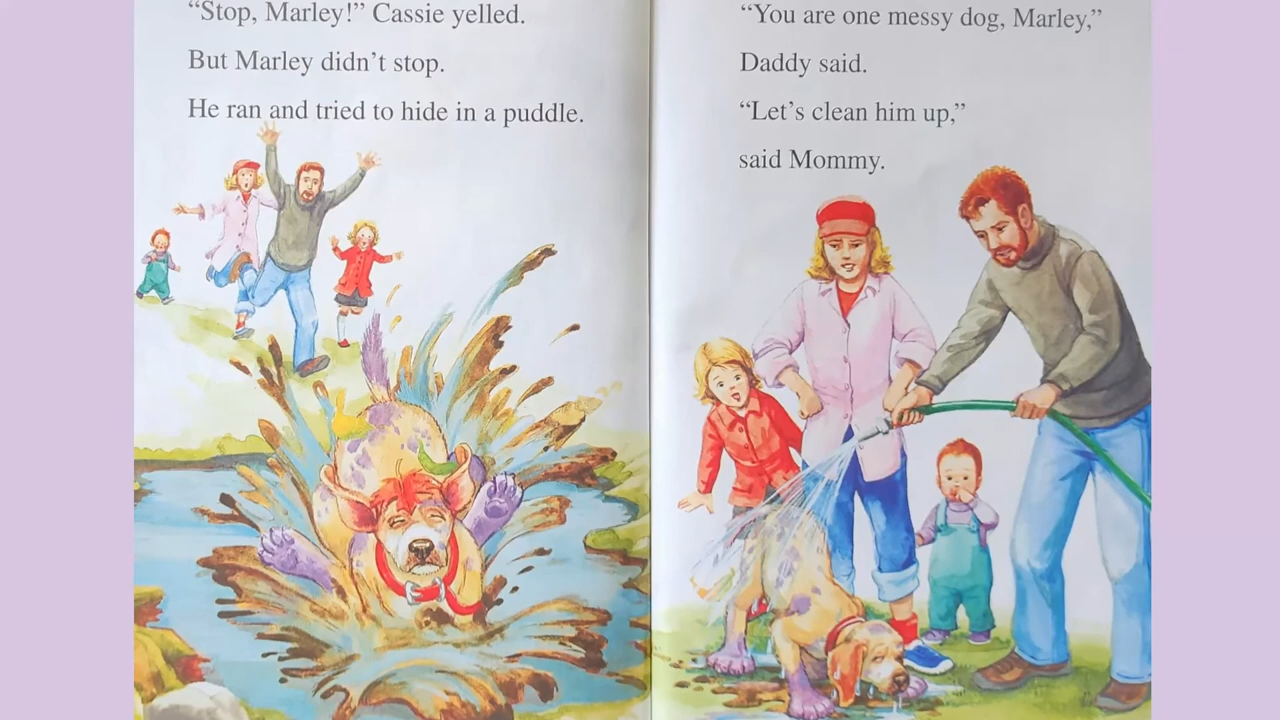 “Stop, Marley!” Cassie yelled.
But Marley didn’t stop.
He ran and tried to hide in a puddle.
“You are one messy dog, Marley,”
Daddy said.
“Let’s clean him up,”
said Mommy.